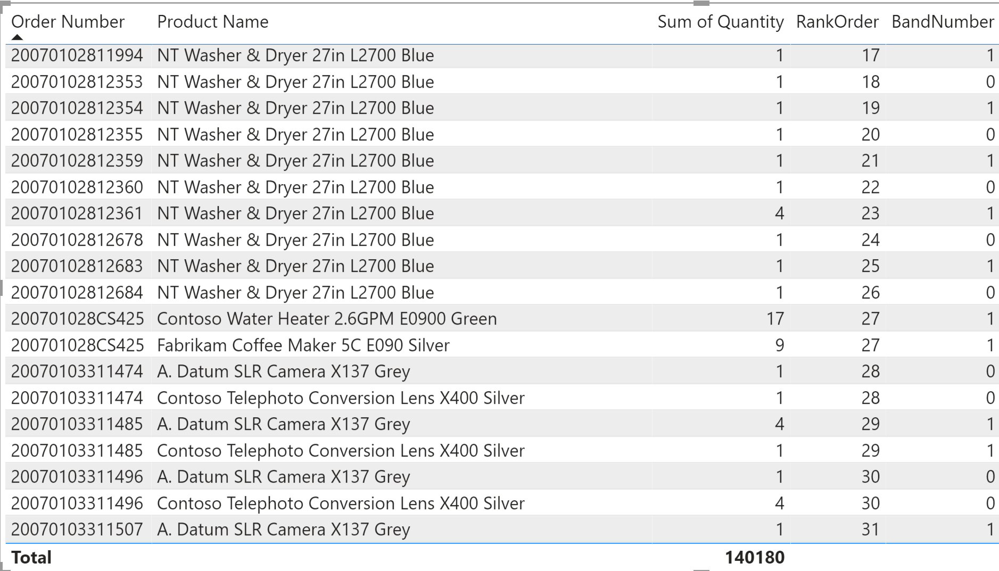 Order Number Product Name Sum of Quantity RankOrder BandNumber
20070102811994 NT Washer & Dryer 27in L2700 Blue 1 17 1
20070102812353 NT Washer & Dryer 27in L2700 Blue 1 18 0
20070102812354 NT Washer & Dryer 27in L2700 Blue 1 19 1
20070102812355 NT Washer & Dryer 27in L2700 Blue 1 20 0
20070102812359 NT Washer & Dryer 27in L2700 Blue 1 21 1
20070102812360 NT Washer & Dryer 27in L2700 Blue 1 22 0
20070102812361 NT Washer & Dryer 27in L2700 Blue 4 23 1
20070102812678 NT Washer & Dryer 27in L2700 Blue 1 24 0
20070102812683 NT Washer & Dryer 27in L2700 Blue 1 25 1
20070102812684 NT Washer & Dryer 27in L2700 Blue 1 26 0
200701028CS425 Contoso Water Heater 2.6GPM E0900 Green 17 27 1
200701028CS425 Fabrikam Coffee Maker 5C E090 Silver 9 27 1
20070103311474 A. Datum SLR Camera X137 Grey 1 28 0
20070103311474 Contoso Telephoto Conversion Lens X400 Silver 1 28 0
20070103311485 A. Datum SLR Camera X137 Grey 4 29 1
20070103311485 Contoso Telephoto Conversion Lens X400 Silver 1 29 1
20070103311496 A. Datum SLR Camera X137 Grey 1 30 0
20070103311496 Contoso Telephoto Conversion Lens X400 Silver 4 30 0
20070103311507 A. Datum SLR Camera X137 Grey 1 31 1
Total 140180